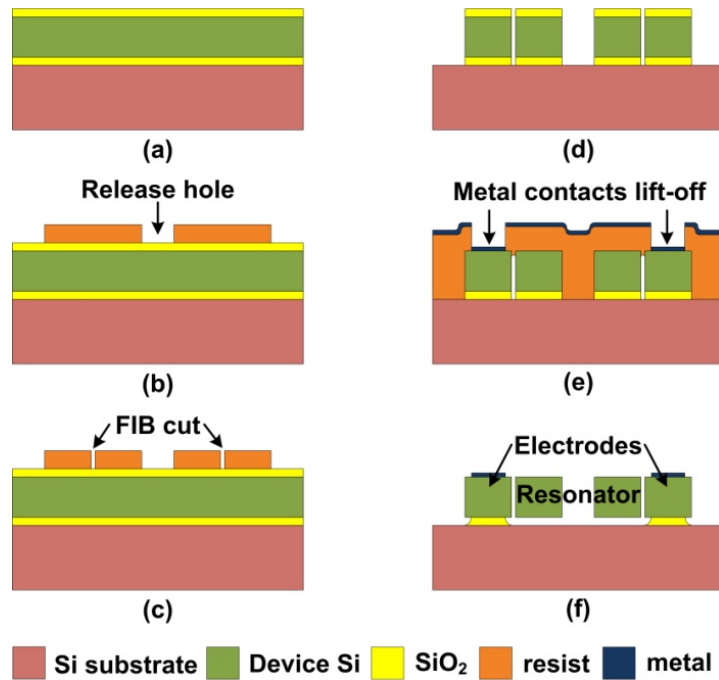 (a)
Release hole
(b)
FIB cut
(c)
(d)
Metal contacts lift-off
(e)
Electrodes
Resonator
(f)
Si substrate Device Si SiO₂ resist metal